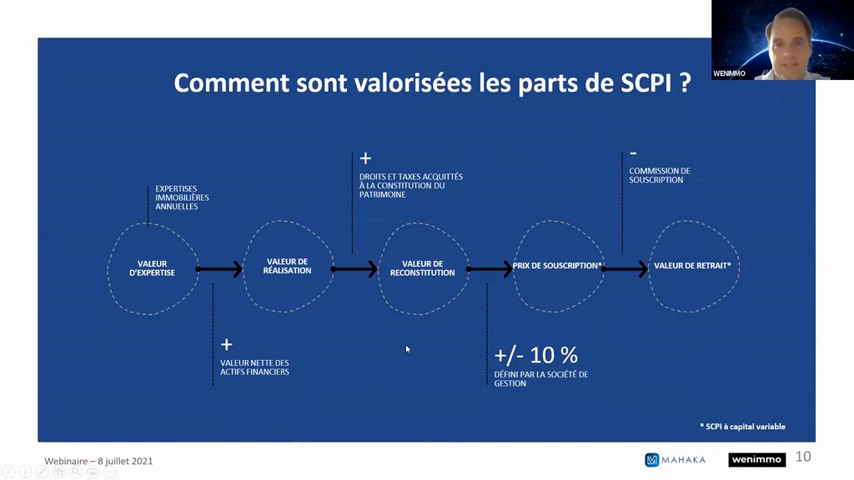 WENIMMO
Comment sont valorisées les parts de SCPI ?
EXPERTISES
IMMOBILIÈRES
ANNUELLES
+
DROITS ET TAXES ACQUITTÉS
À LA CONSTITUTION DU
PATRIMOINE
-
COMMISSION DE
SOUSCRIPTION
VALEUR
D'EXPERTISE
VALEUR DE
RÉALISATION
VALEUR DE
RECONSTITUTION
PRIX DE SOUSCRIPTION*
VALEUR DE RETRAIT*
+
VALEUR NETTE DES
ACTIFS FINANCIERS
+/- 10 %
DÉFINI PAR LA SOCIÉTÉ DE
GESTION
* SCPI à capital variable
Webinaire – 8 juillet 2021
MAHAKA
wenimmo
10